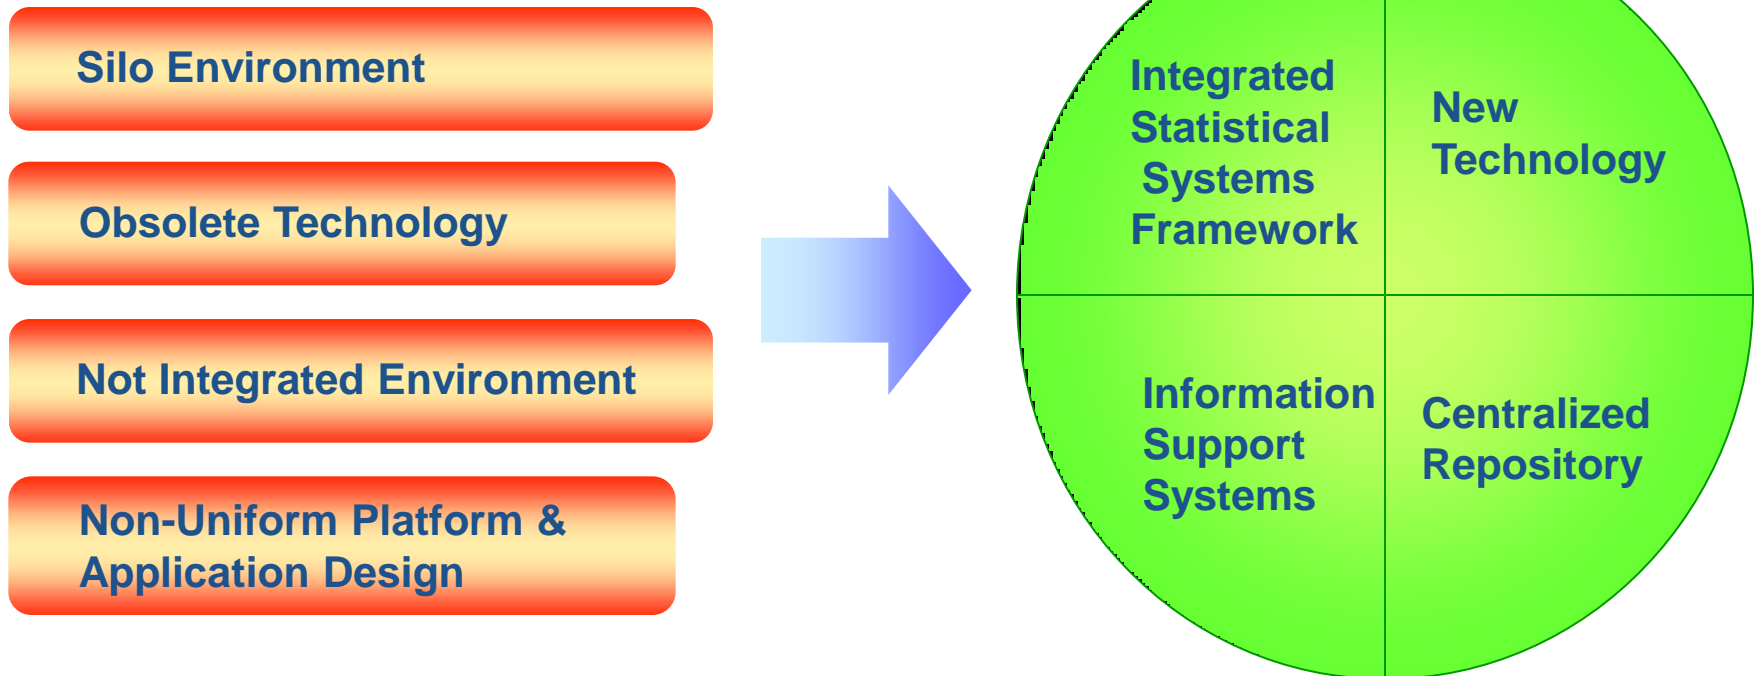 Silo Environment
Obsolete Technology
Not Integrated Environment
Non-Uniform Platform &
Application Design
Integrated
Statistical
Systems
Framework
New
Technology
Information
Support
Systems
Centralized
Repository